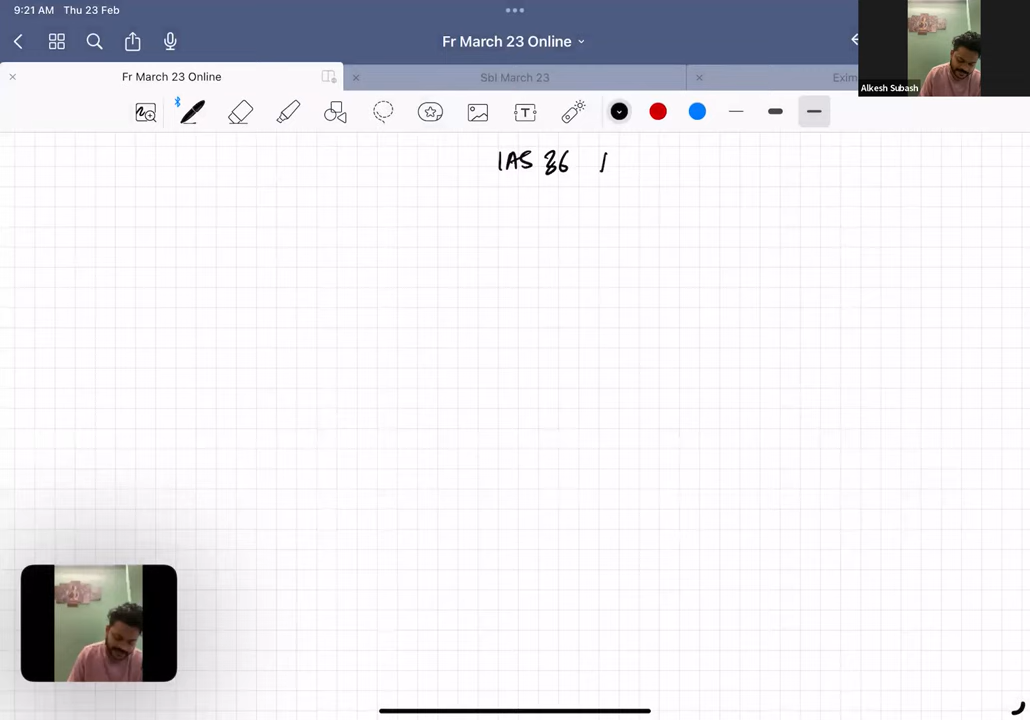 9:21 AM Thu 23 Feb
Fr March 23 Online
Fr March 23 Online
Sbl March 23
Exim
Alkesh Subash
T
IAS 36 I